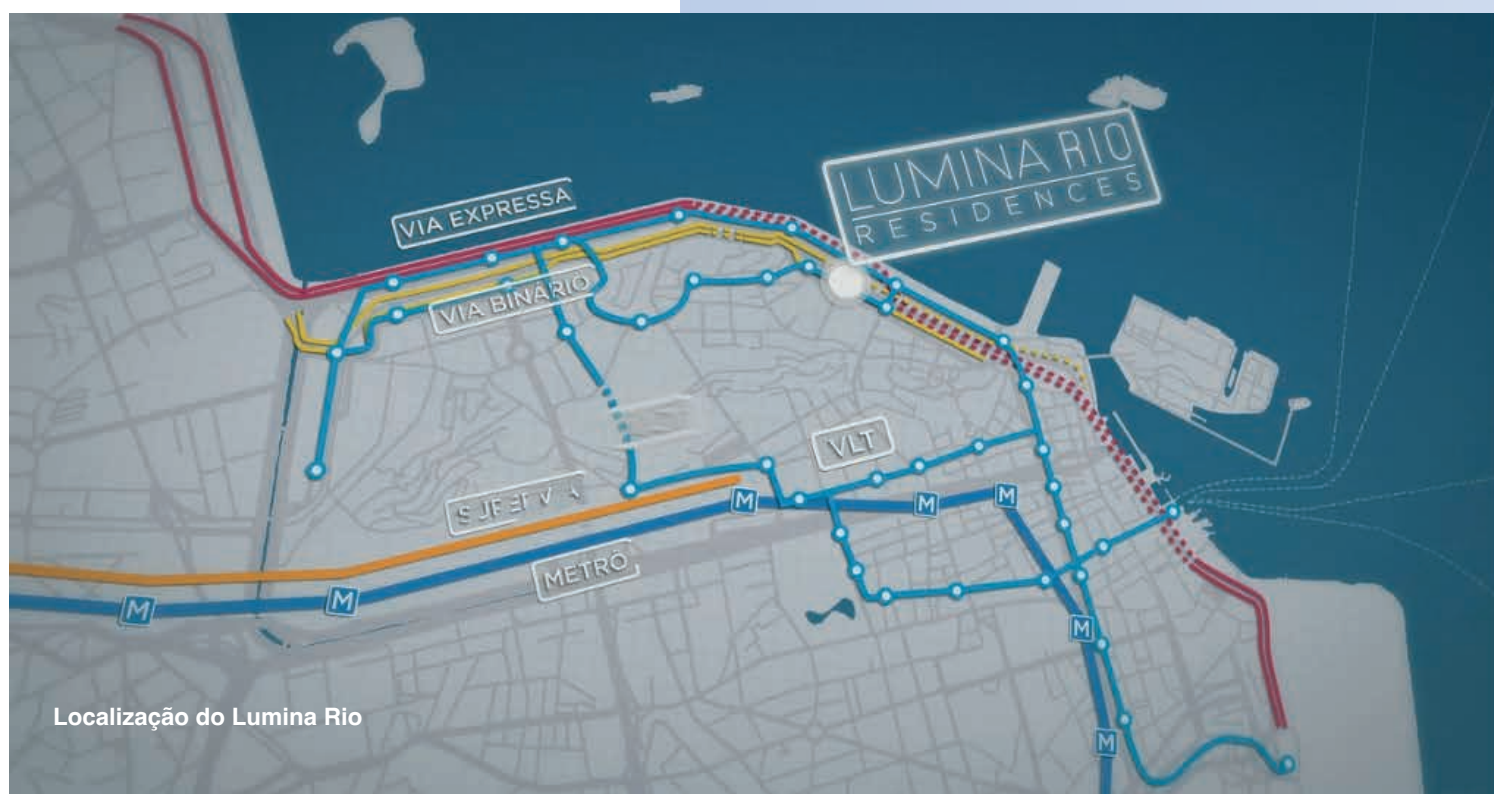 LUMINA RIO
RESIDENCES
VIA EXPRESSA
VIA BINÁRIO
VLT
M
M
M
METRÔ
M
M
M
M
Localização do Lumina Rio